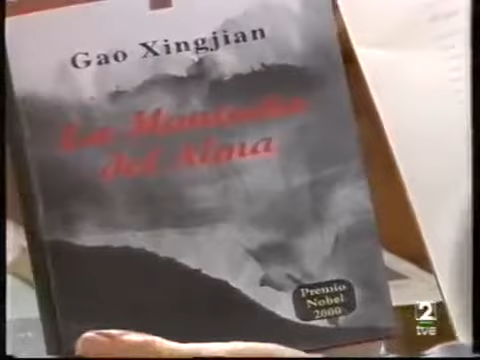 Gao Xingjian
La Montaña
del Alma
Premio
Nobel
2000
2
tve